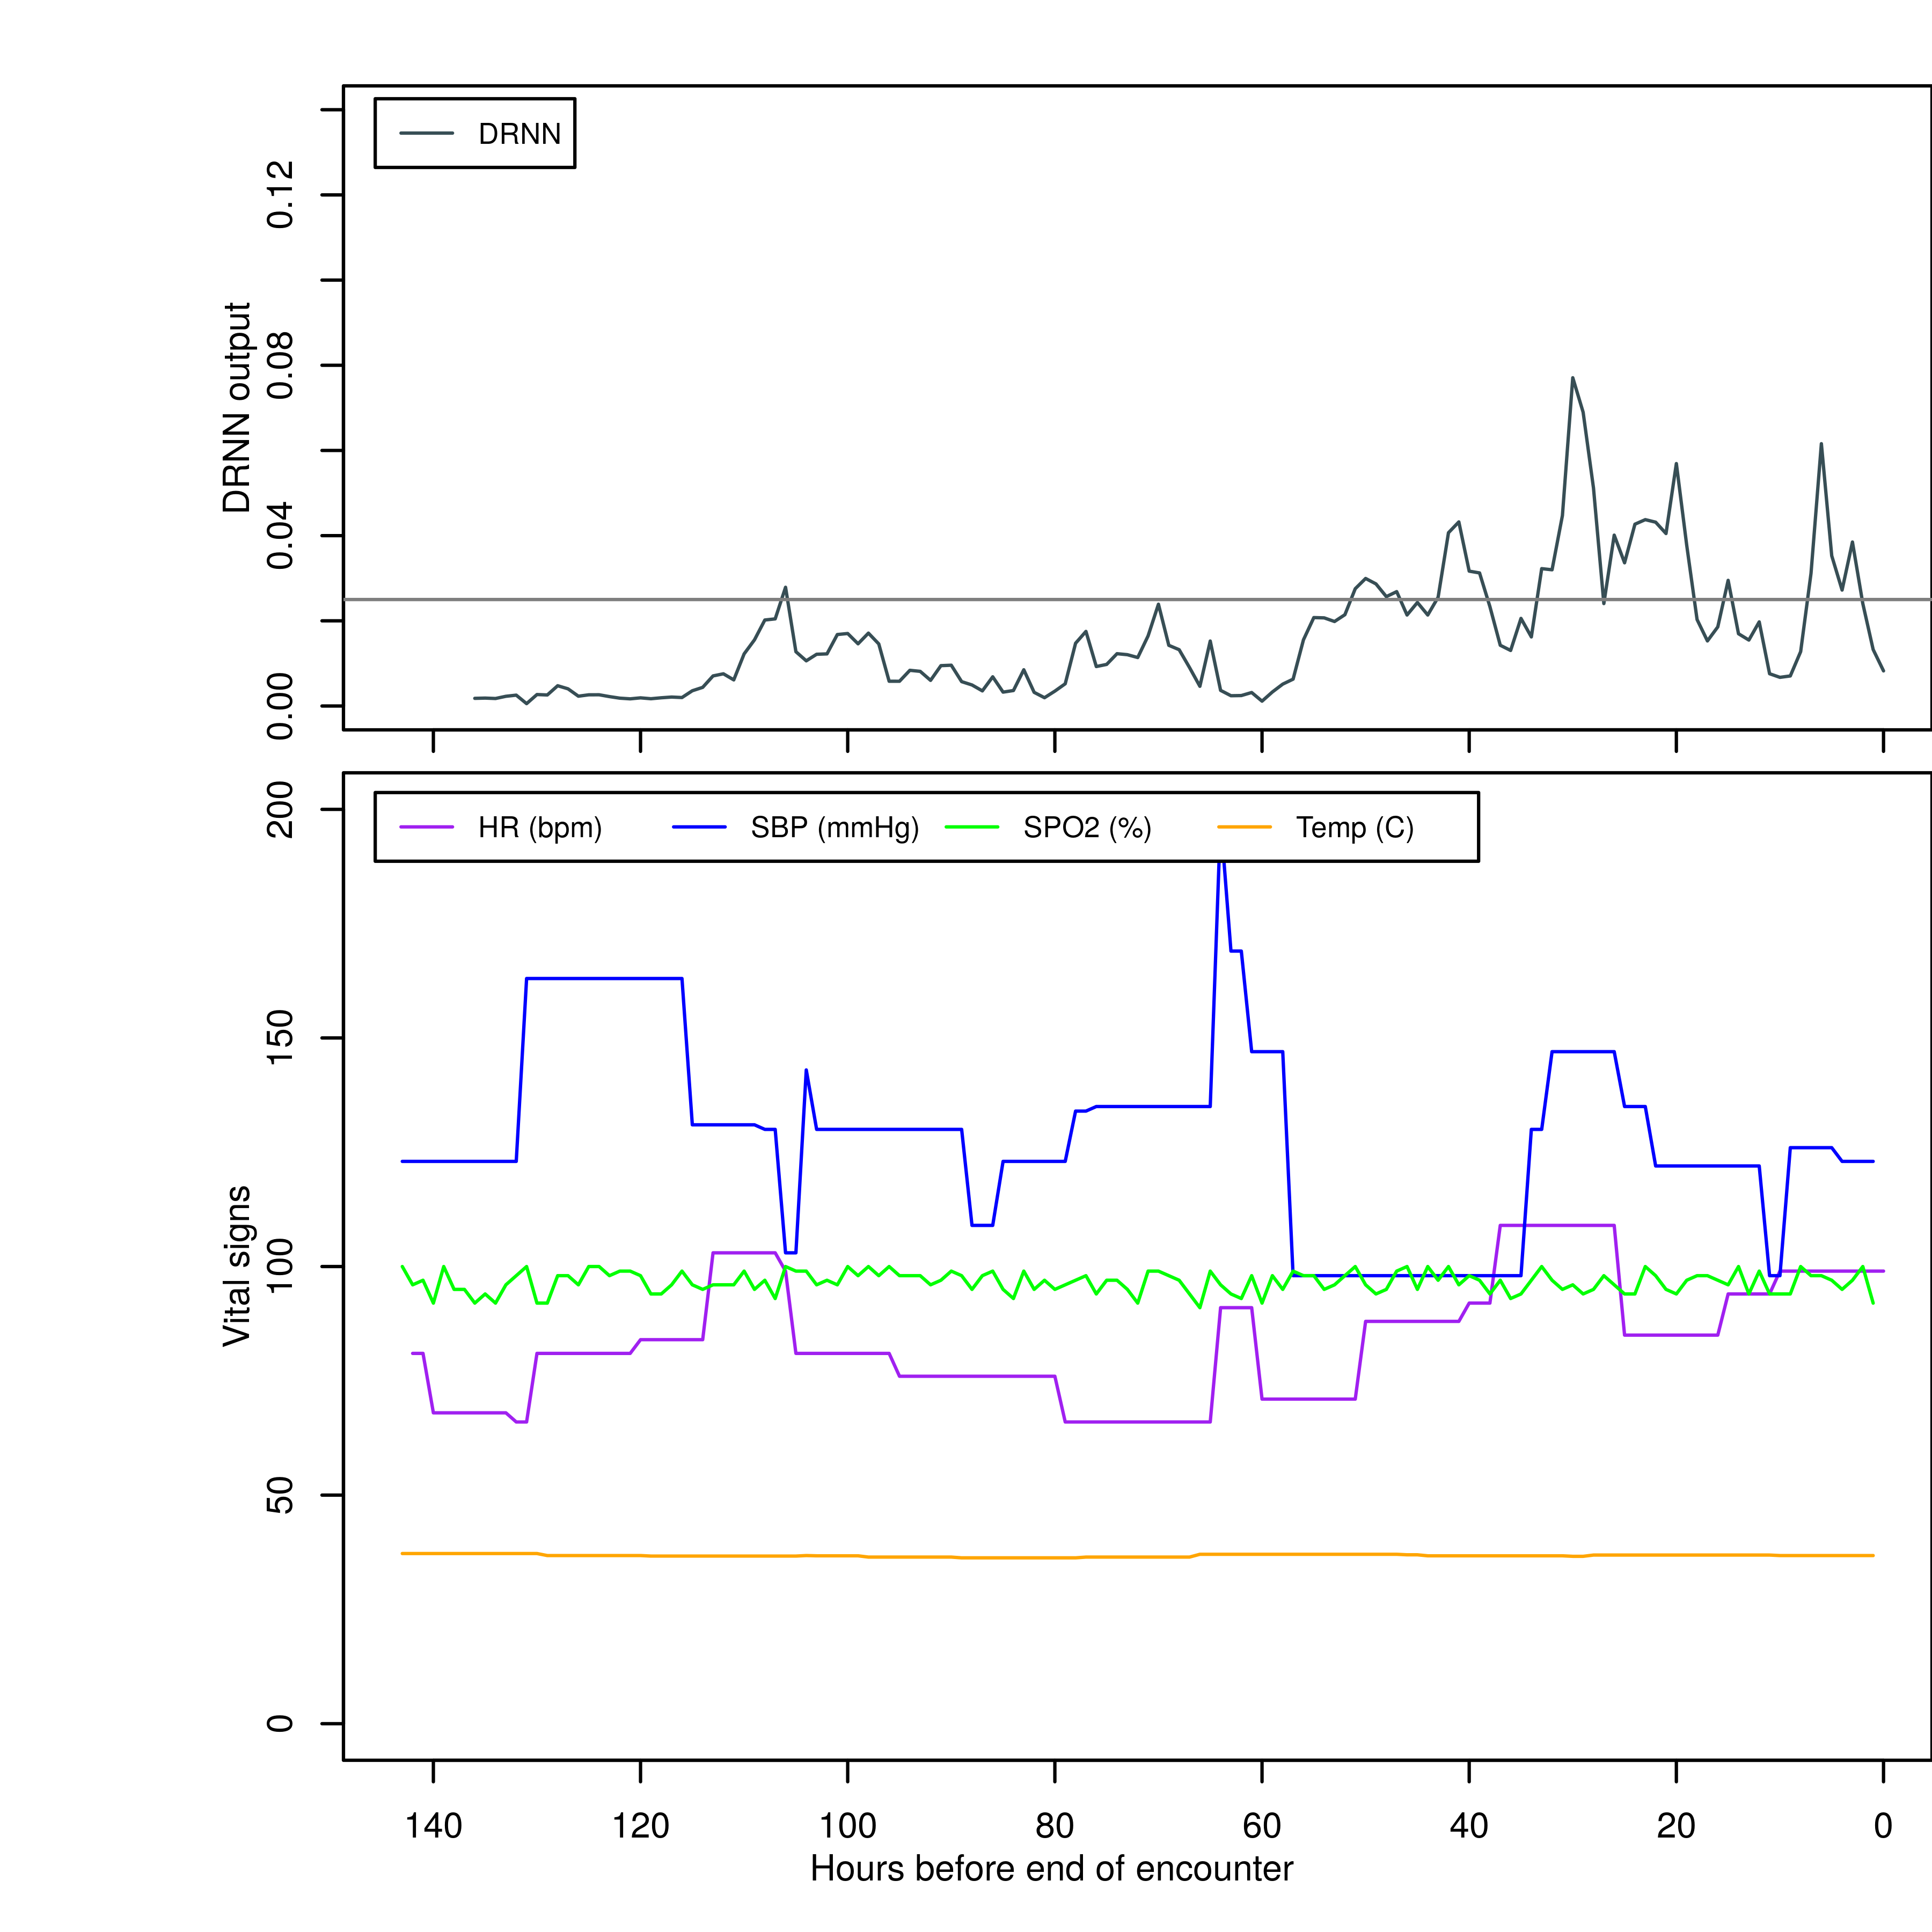 DRNN
DRNN output
0.00 0.04 0.08 0.12
HR (bpm) SBP (mmHg) SPO2 (%) Temp (C)
Vital signs
0 50 100 150 200
140 120 100 80 60 40 20 0
Hours before end of encounter